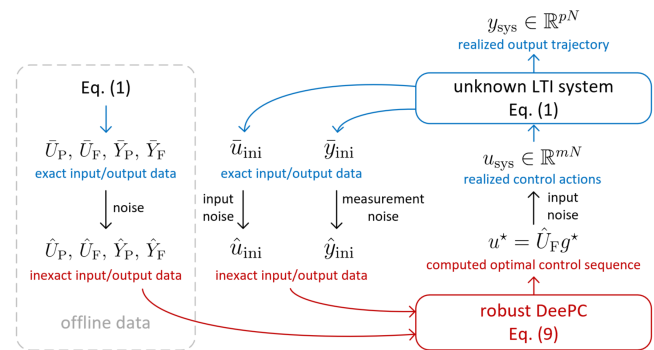 Eq. (1)
Ū_P, Ū_F, Ȳ_P, Ȳ_F
exact input/output data
noise
Û_P, Û_F, Ŷ_P, Ŷ_F
inexact input/output data
offline data
ū_ini
ȳ_ini
exact input/output data
input
noise
measurement
noise
û_ini
ŷ_ini
inexact input/output data
y_sys ∈ ℝ^{pN}
realized output trajectory
unknown LTI system
Eq. (1)
u_sys ∈ ℝ^{mN}
realized control actions
input
noise
u^⋆ = Û_F g^⋆
computed optimal control sequence
robust DeePC
Eq. (9)